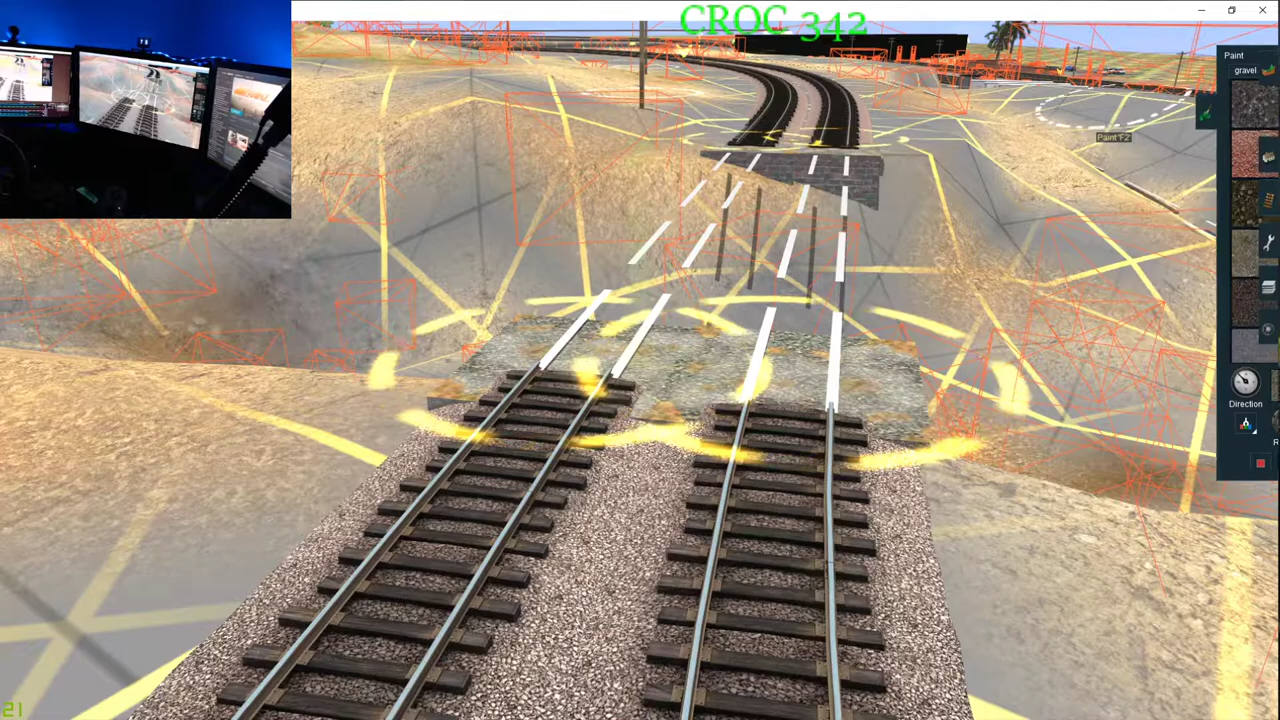 CROC 342
Paint
gravel
Paint "F2"
Direction
R
21